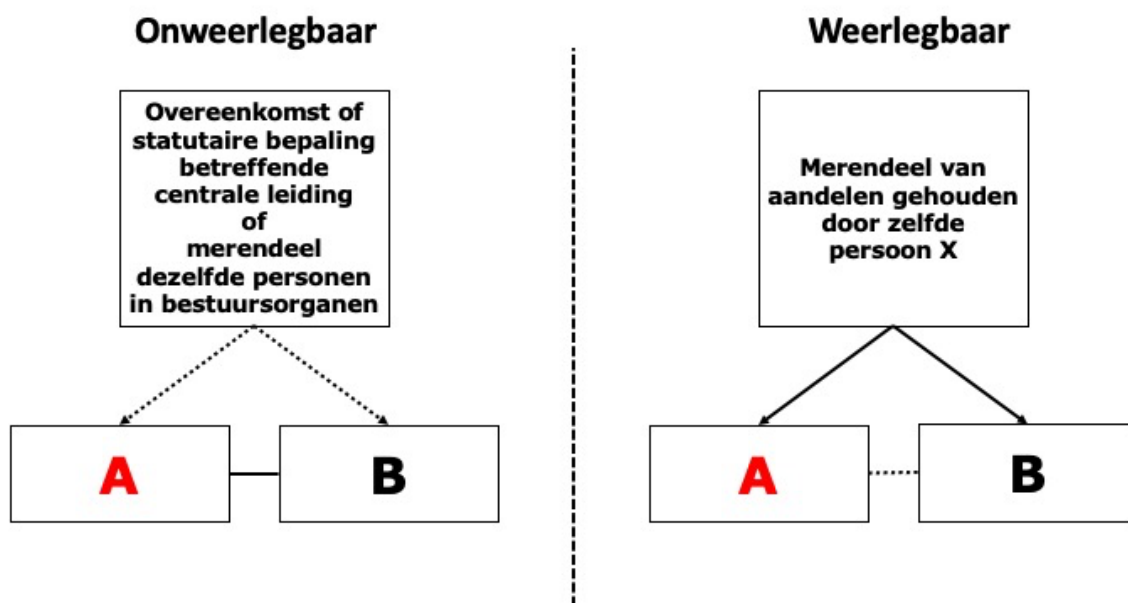 Onweerlegbaar
Overeenkomst of
statutaire bepaling
betreffende
centrale leiding
of
merendeel
dezelfde personen
in bestuursorganen
A
B
Weerlegbaar
Merendeel van
aandelen gehouden
door zelfde
persoon X
A
B